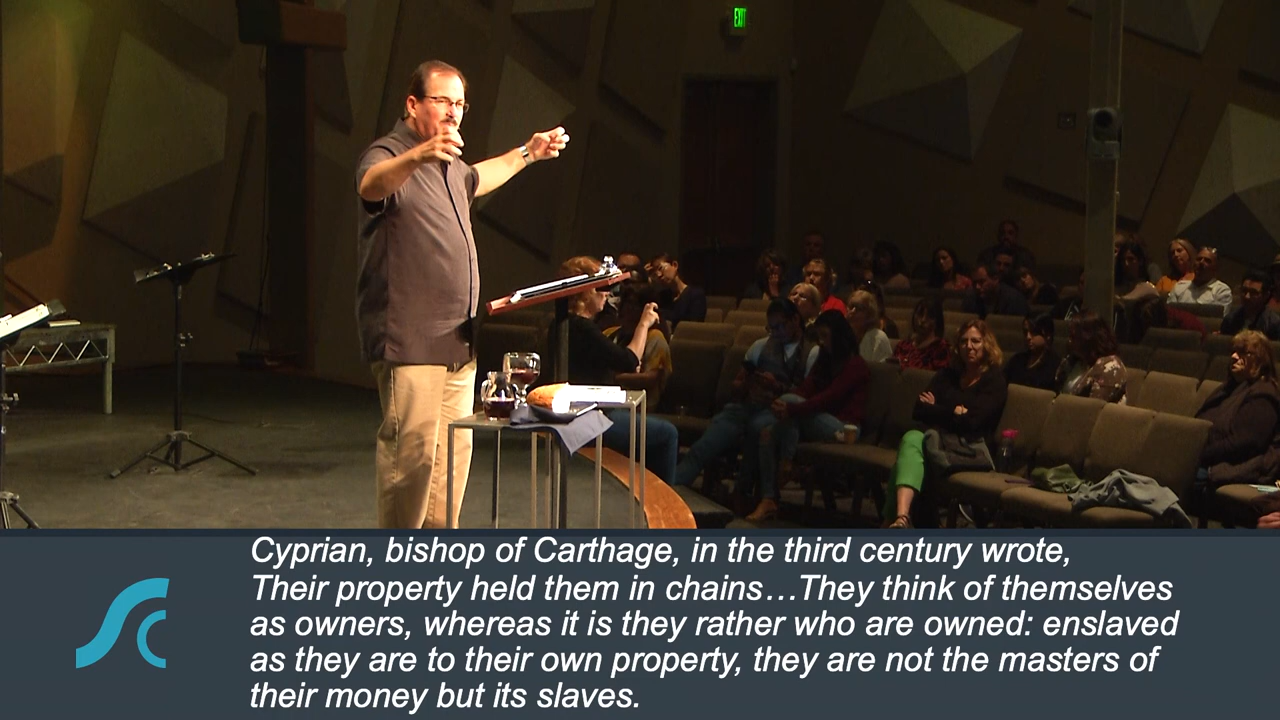 EXIT
Cyprian, bishop of Carthage, in the third century wrote,
Their property held them in chains…They think of themselves
as owners, whereas it is they rather who are owned: enslaved
as they are to their own property, they are not the masters of
their money but its slaves.